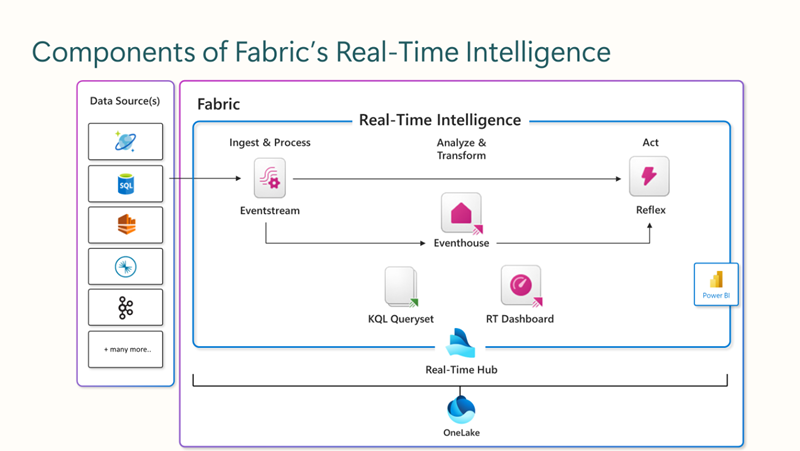 Components of Fabric's Real-Time Intelligence
Data Source(s)
SQL
+ many more..
Fabric
Real-Time Intelligence
Ingest & Process
Analyze &
Transform
Act
Eventstream
Reflex
Eventhouse
Power BI
KQL Queryset
RT Dashboard
Real-Time Hub
OneLake